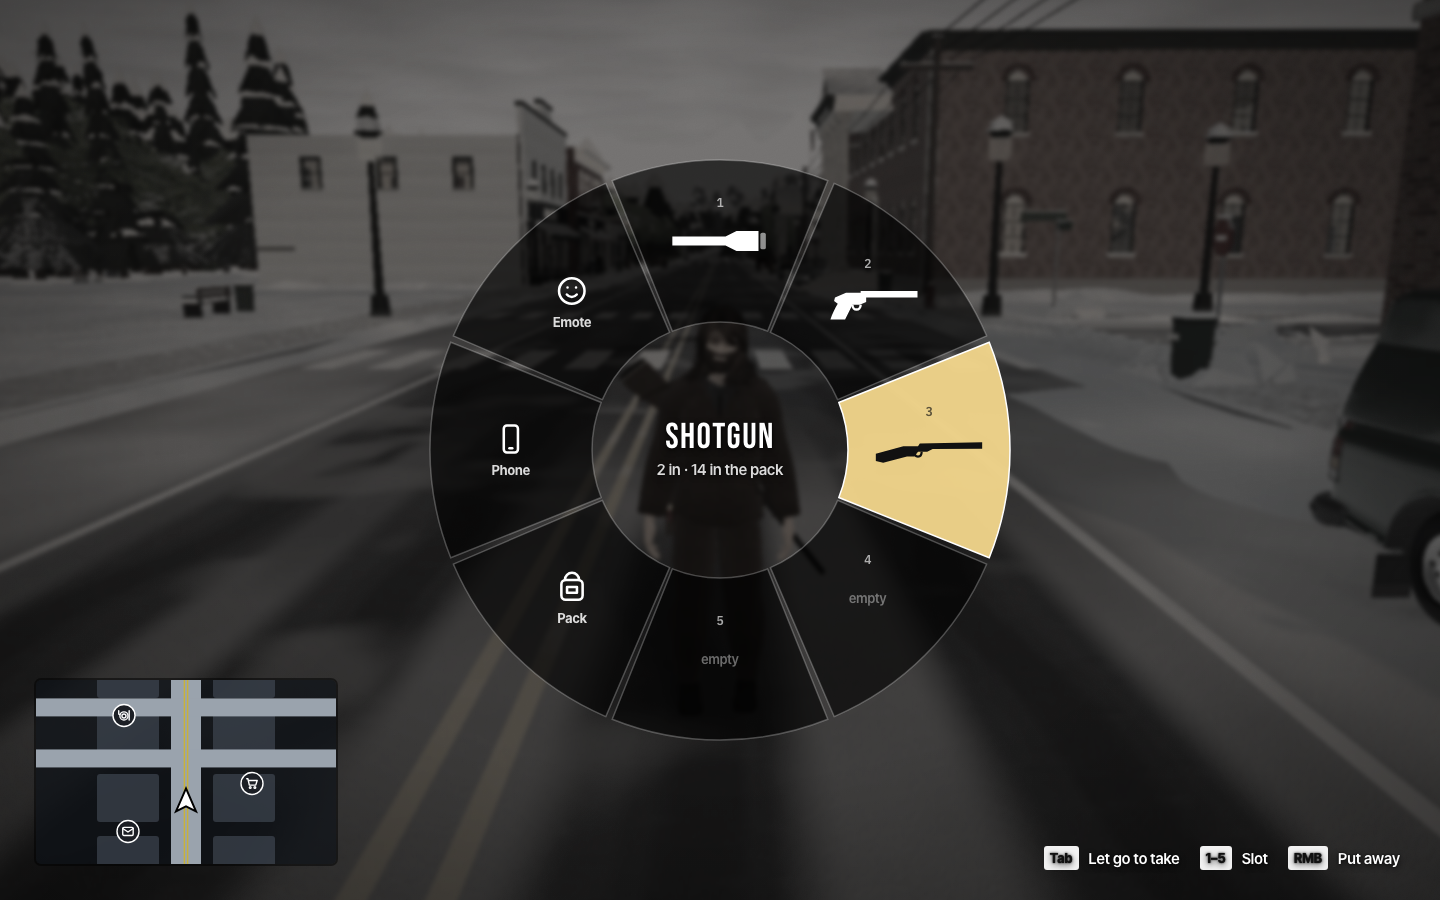 1
2
Emote
3
SHOTGUN
2 in · 14 in the pack
Phone
4
empty
Pack
5
empty
Tab Let go to take 1–5 Slot RMB Put away